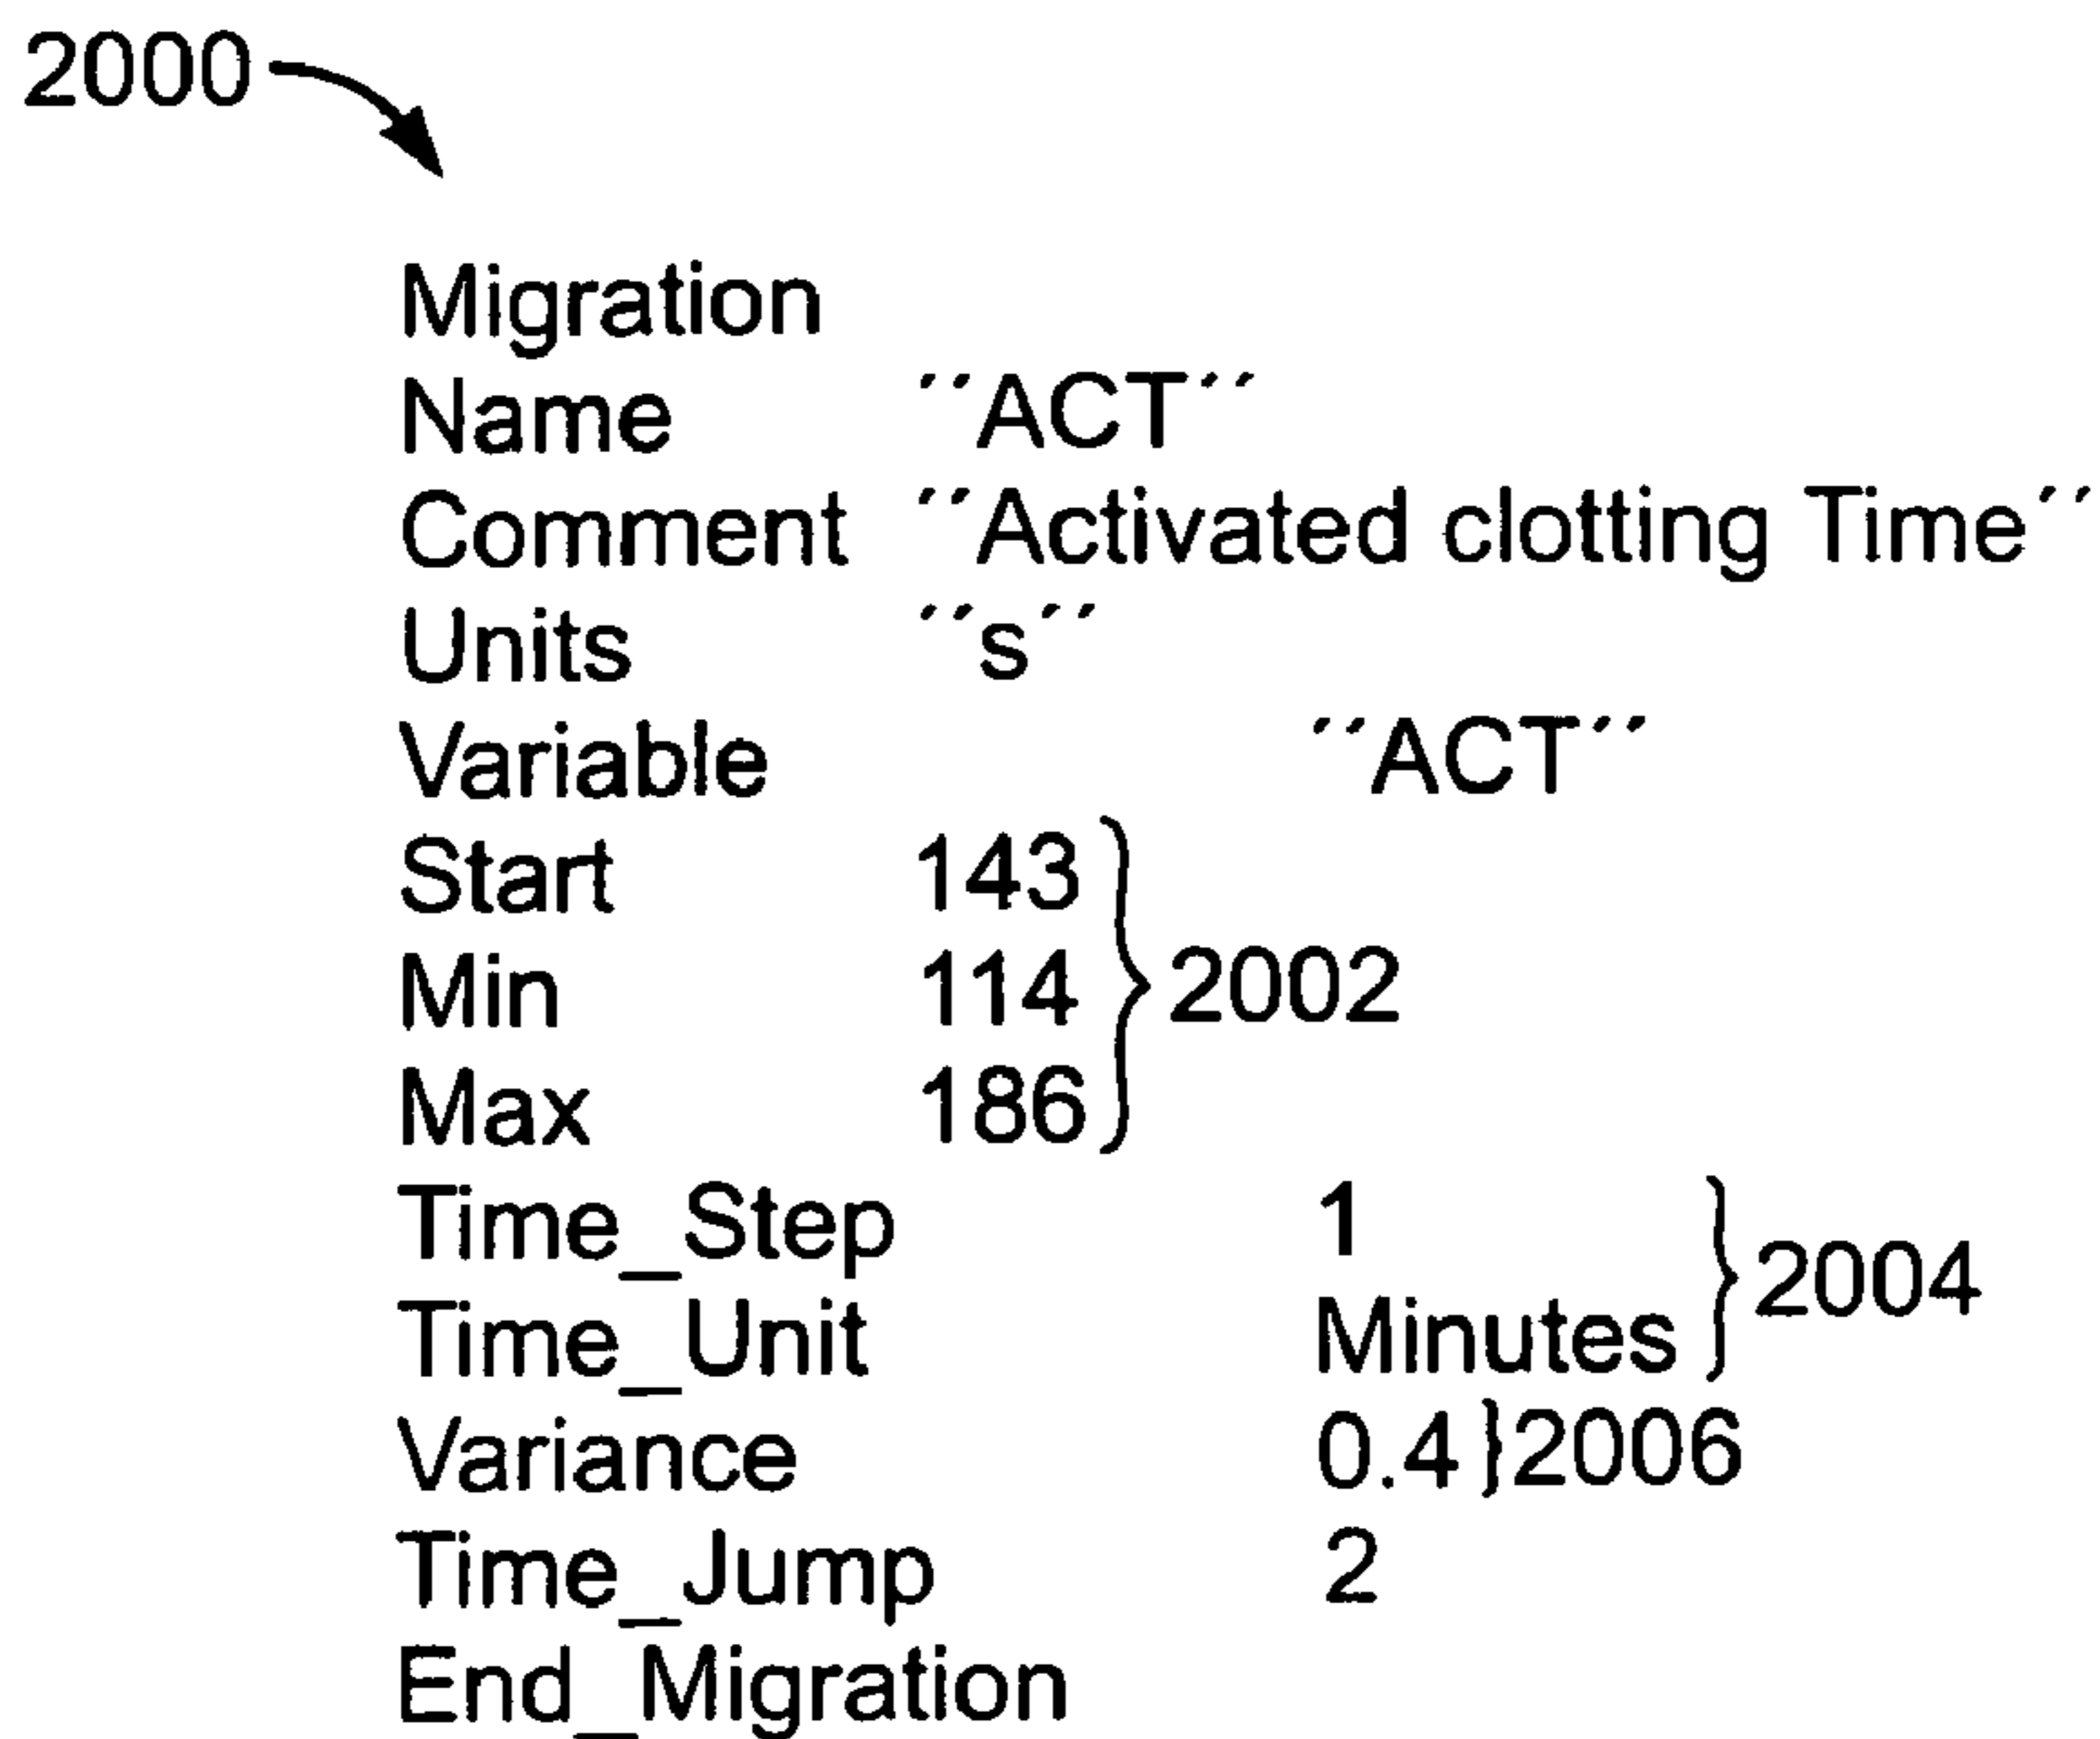 2000
Migration
Name ´´ACT´´
Comment ´´Activated clotting Time´´
Units ´´s´´
Variable ´´ACT´´
Start 143
Min 114 } 2002
Max 186
Time_Step 1
Time_Unit Minutes } 2004
Variance 0.4 } 2006
Time_Jump 2
End_Migration